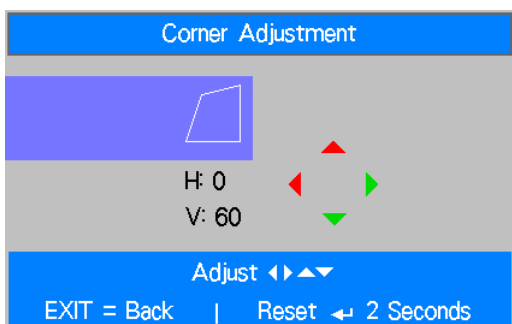 Corner Adjustment
H: 0
V: 60
Adjust
EXIT = Back | Reset ↵ 2 Seconds